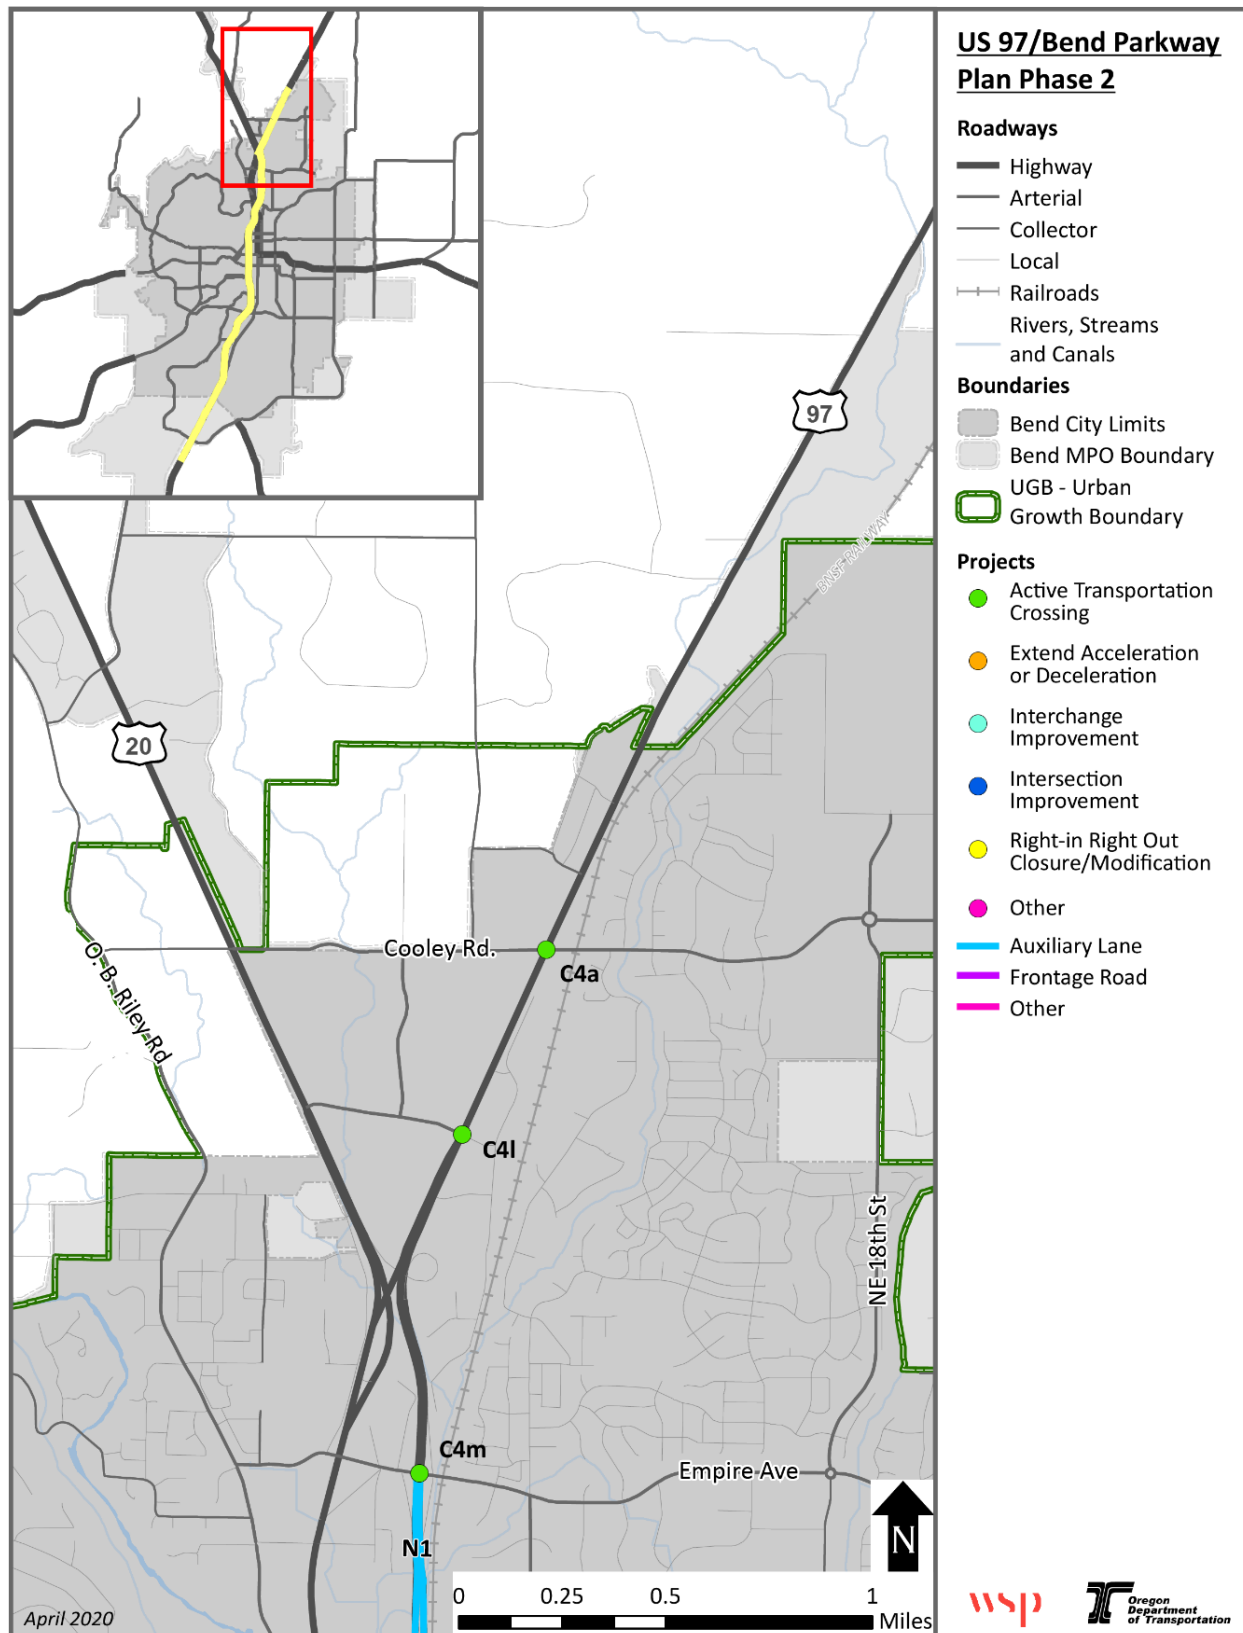 US 97/Bend Parkway
Plan Phase 2
Roadways
Highway
Arterial
Collector
Local
Railroads
Rivers, Streams
and Canals
Boundaries
Bend City Limits
Bend MPO Boundary
UGB - Urban
Growth Boundary
Projects
Active Transportation
Crossing
Extend Acceleration
or Deceleration
Interchange
Improvement
Intersection
Improvement
Right-in Right Out
Closure/Modification
Other
Auxiliary Lane
Frontage Road
Other
97
BNSF RAILWAY
20
Cooley Rd.
C4a
O. B. Riley Rd
C4l
NE 18th St
C4m
Empire Ave
N1
N
0 0.25 0.5 1
Miles
April 2020
wsp
Oregon
Department
of Transportation